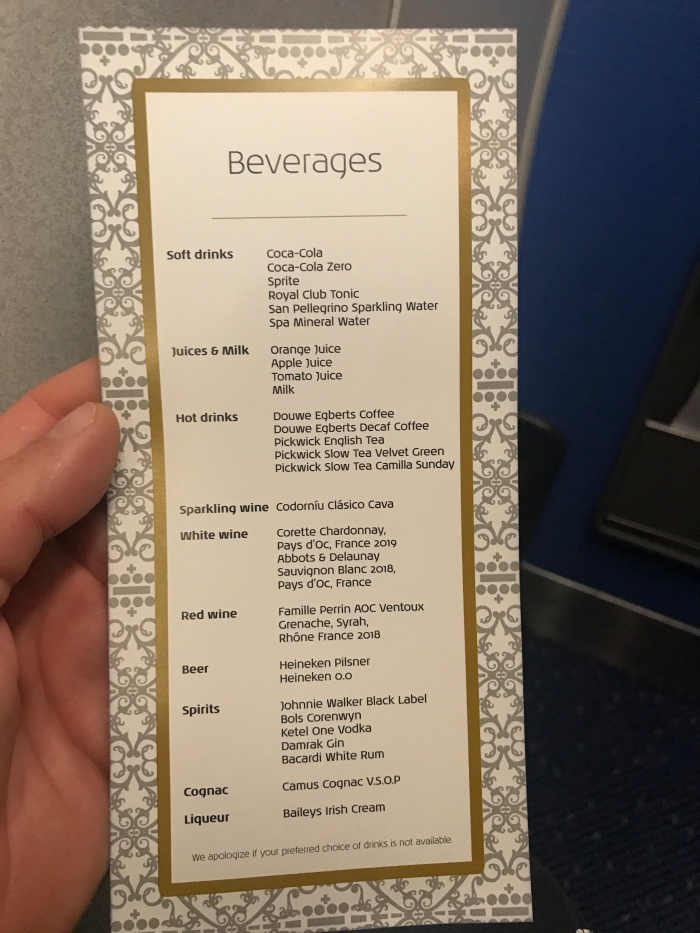 Beverages
Soft drinks Coca-Cola
Coca-Cola Zero
Sprite
Royal Club Tonic
San Pellegrino Sparkling Water
Spa Mineral Water
Juices & Milk Orange Juice
Apple Juice
Tomato Juice
Milk
Hot drinks Douwe Egberts Coffee
Douwe Egberts Decaf Coffee
Pickwick English Tea
Pickwick Slow Tea Velvet Green
Pickwick Slow Tea Camilla Sunday
Sparkling wine Codorníu Clásico Cava
White wine Corette Chardonnay,
Pays d'Oc, France 2019
Abbots & Delaunay
Sauvignon Blanc 2018,
Pays d'Oc, France
Red wine Famille Perrin AOC Ventoux
Grenache, Syrah,
Rhône France 2018
Beer Heineken Pilsner
Heineken 0.0
Spirits Johnnie Walker Black Label
Bols Corenwyn
Ketel One Vodka
Damrak Gin
Bacardi White Rum
Cognac Camus Cognac V.S.O.P
Liqueur Baileys Irish Cream
We apologize if your preferred choice of drinks is not available.